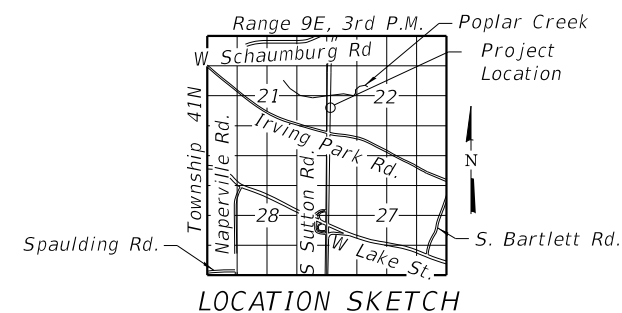 Range 9E, 3rd P.M.
Poplar Creek
W Schaumburg Rd
Project
Location
21
22
Township 41N
Naperville Rd.
Irving Park Rd.
S Sutton Rd.
N
28
27
Spaulding Rd.
S. Bartlett Rd.
W Lake St.
LOCATION SKETCH